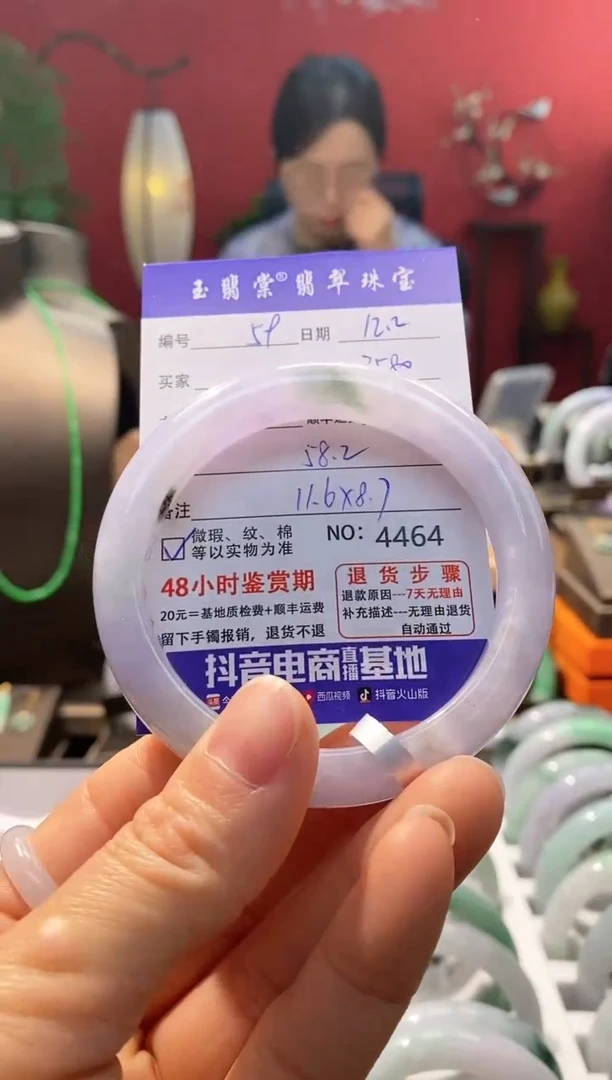 玉翡棠®翡翠珠宝
编号 59 日期 12.2
买家
58.2
备注 11.6×8.7
微瑕、纹、棉
等以实物为准
NO: 4464
48小时鉴赏期
20元=基地质检费+顺丰运费
留下手镯报销，退货不退
退货步骤
退款原因---7天无理由
补充描述---无理由退货
自动通过
抖音电商直播基地
西瓜视频 抖音火山版